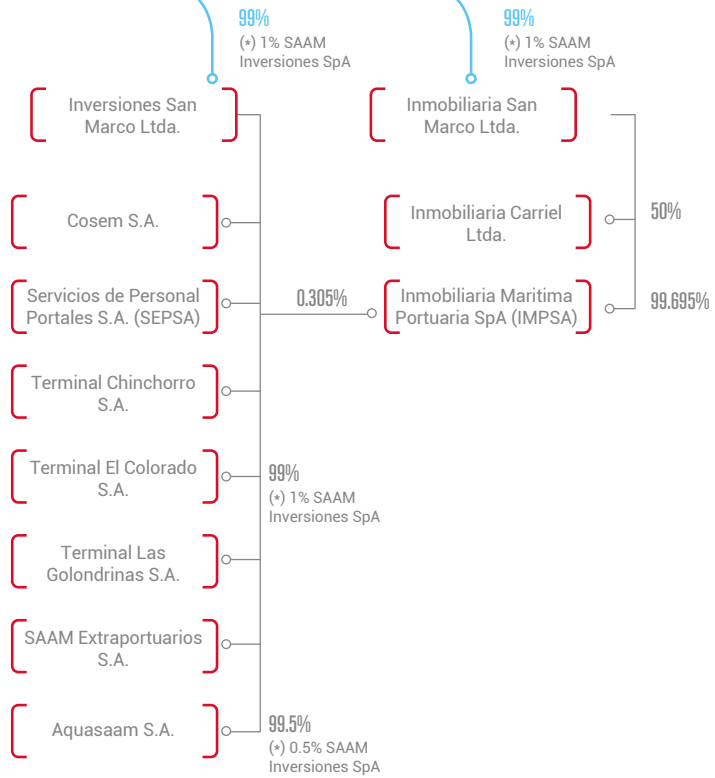 99%
(*) 1% SAAM
Inversiones SpA
99%
(*) 1% SAAM
Inversiones SpA
Inversiones San
Marco Ltda.
Inmobiliaria San
Marco Ltda.
Cosem S.A.
Inmobiliaria Carriel
Ltda.
50%
Servicios de Personal
Portales S.A. (SEPSA)
0.305%
Inmobiliaria Maritima
Portuaria SpA (IMPSA)
99.695%
Terminal Chinchorro
S.A.
Terminal El Colorado
S.A.
99%
(*) 1% SAAM
Inversiones SpA
Terminal Las
Golondrinas S.A.
SAAM Extraportuarios
S.A.
Aquasaam S.A.
99.5%
(*) 0.5% SAAM
Inversiones SpA